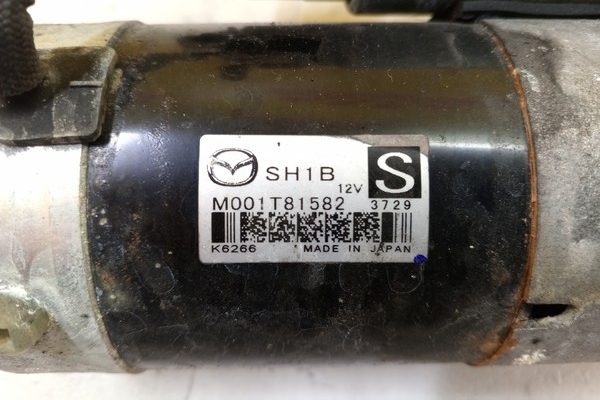 SH1B
12V
S
M001T81582 3729
K6266 MADE IN JAPAN